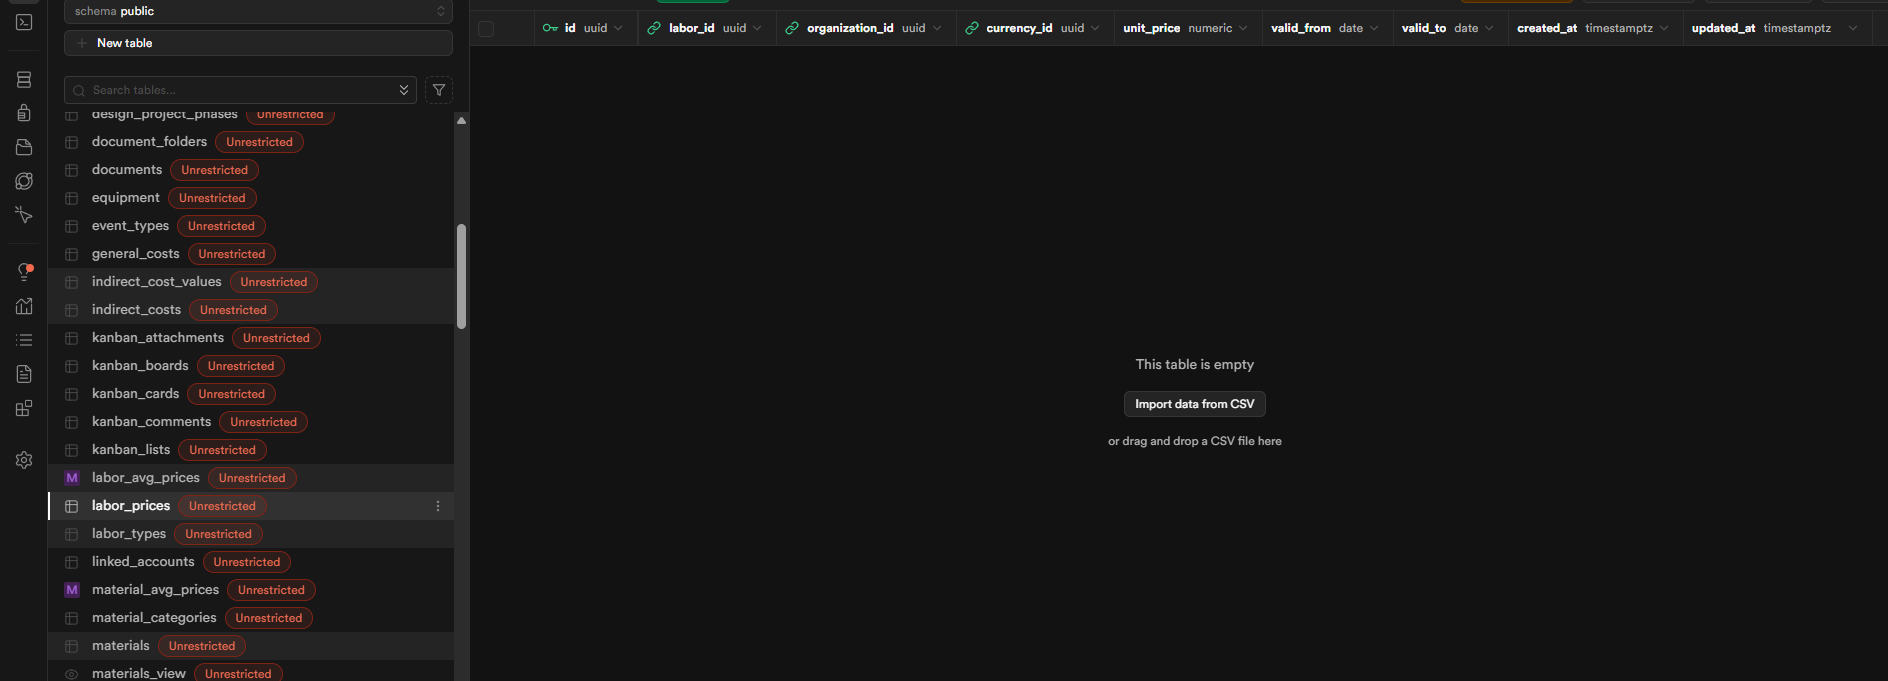 schema public
New table
Search tables...
design_project_phases Unrestricted
document_folders Unrestricted
documents Unrestricted
equipment Unrestricted
event_types Unrestricted
general_costs Unrestricted
indirect_cost_values Unrestricted
indirect_costs Unrestricted
kanban_attachments Unrestricted
kanban_boards Unrestricted
kanban_cards Unrestricted
kanban_comments Unrestricted
kanban_lists Unrestricted
M labor_avg_prices Unrestricted
labor_prices Unrestricted
labor_types Unrestricted
linked_accounts Unrestricted
M material_avg_prices Unrestricted
material_categories Unrestricted
materials Unrestricted
materials_view Unrestricted
id uuid labor_id uuid organization_id uuid currency_id uuid unit_price numeric valid_from date valid_to date created_at timestamptz updated_at timestamptz
This table is empty
Import data from CSV
or drag and drop a CSV file here